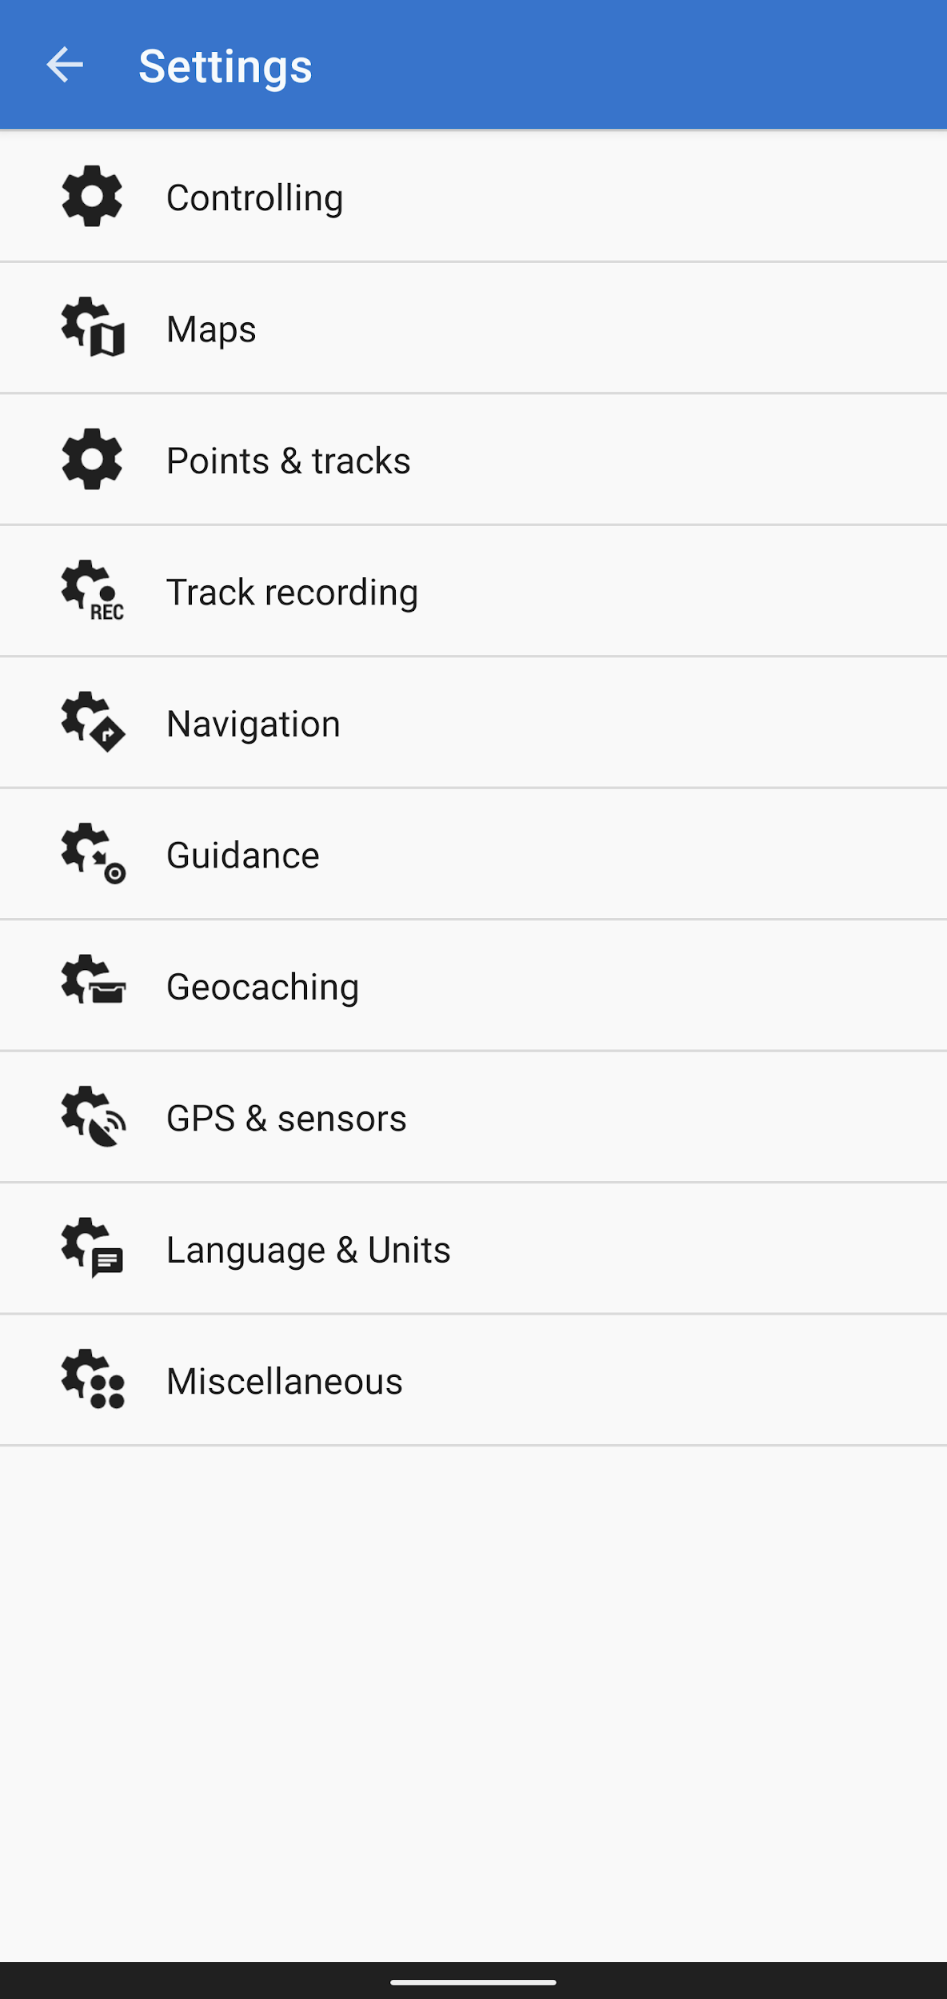 Settings
Controlling
Maps
Points & tracks
REC
Track recording
Navigation
Guidance
Geocaching
GPS & sensors
Language & Units
Miscellaneous